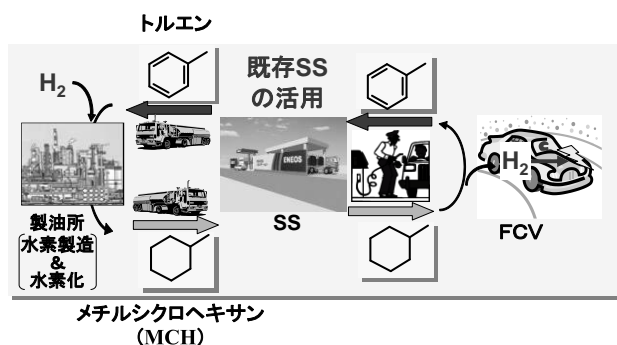 トルエン
H2
既存SS
の活用
ENEOS
H2
製油所
水素製造
&
水素化
SS
FCV
メチルシクロヘキサン
(MCH)